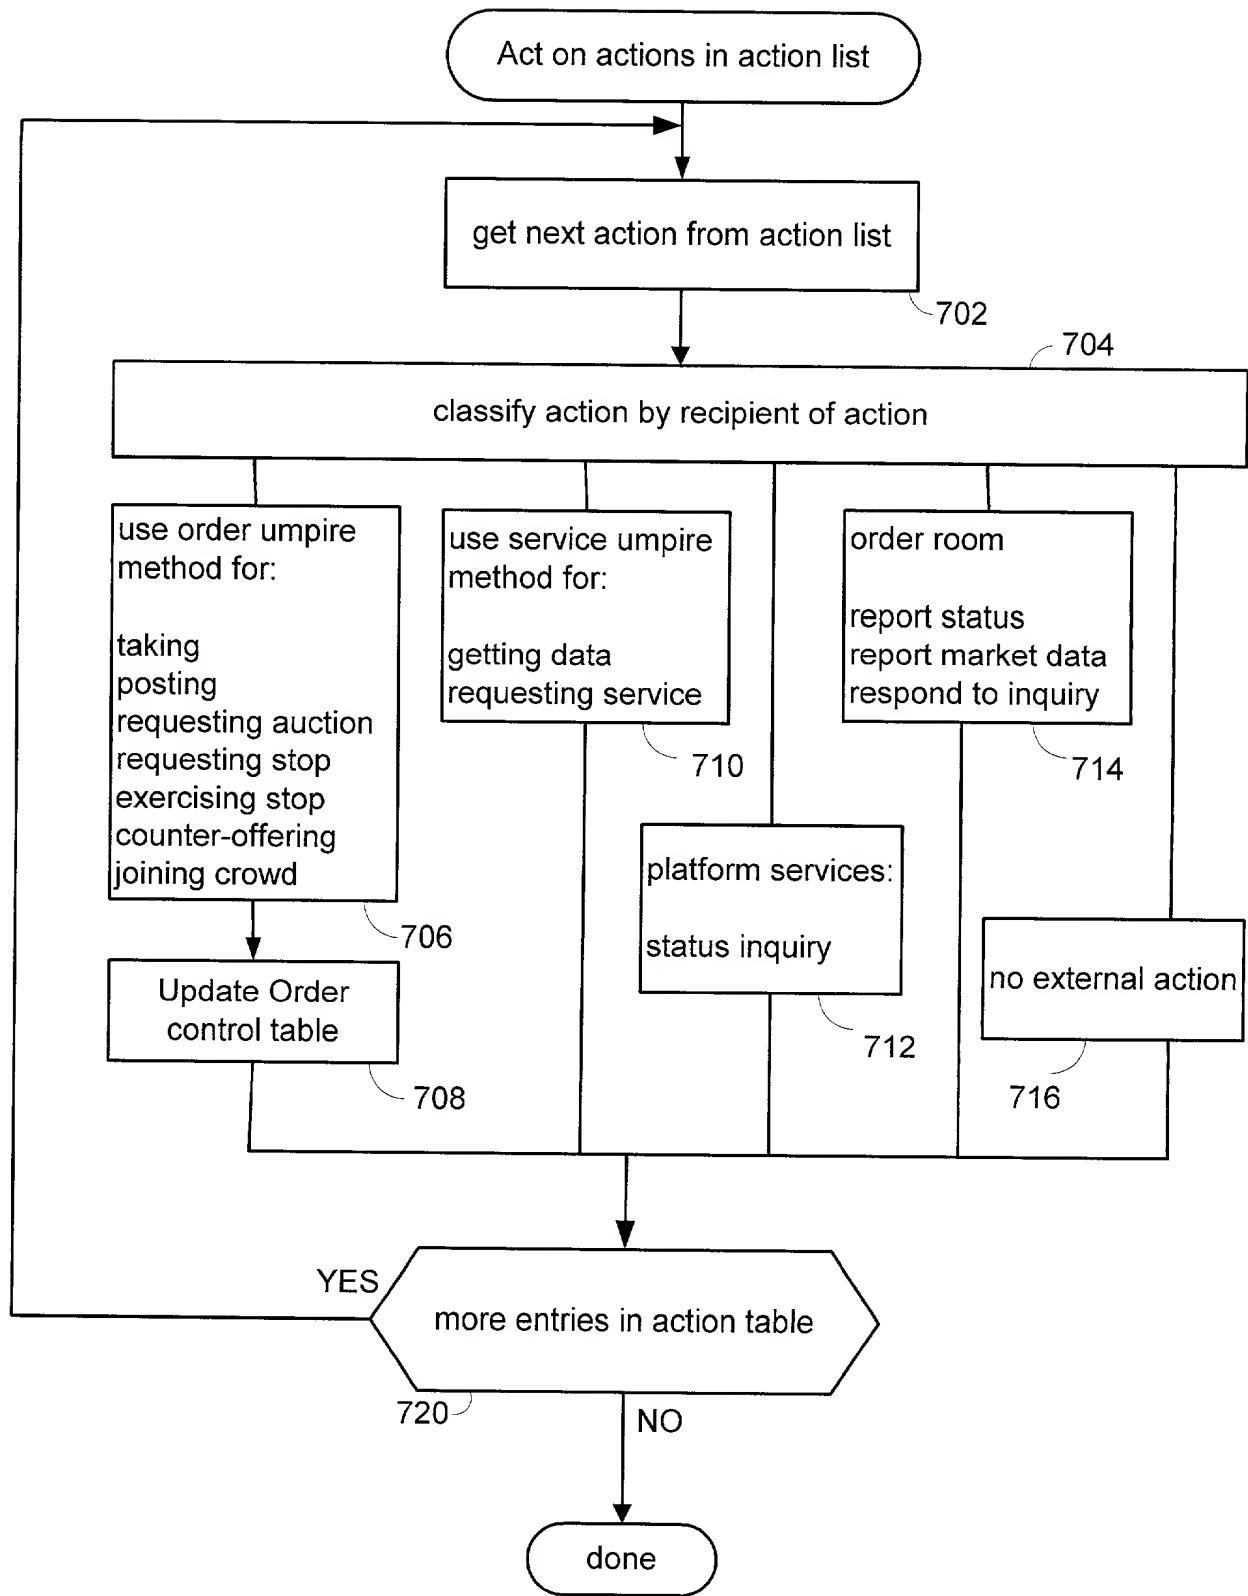 Act on actions in action list
get next action from action list
702
704
classify action by recipient of action
use order umpire
method for:
taking
posting
requesting auction
requesting stop
exercising stop
counter-offering
joining crowd
706
Update Order
control table
708
use service umpire
method for:
getting data
requesting service
710
platform services:
status inquiry
712
order room
report status
report market data
respond to inquiry
714
no external action
716
YES
more entries in action table
720
NO
done